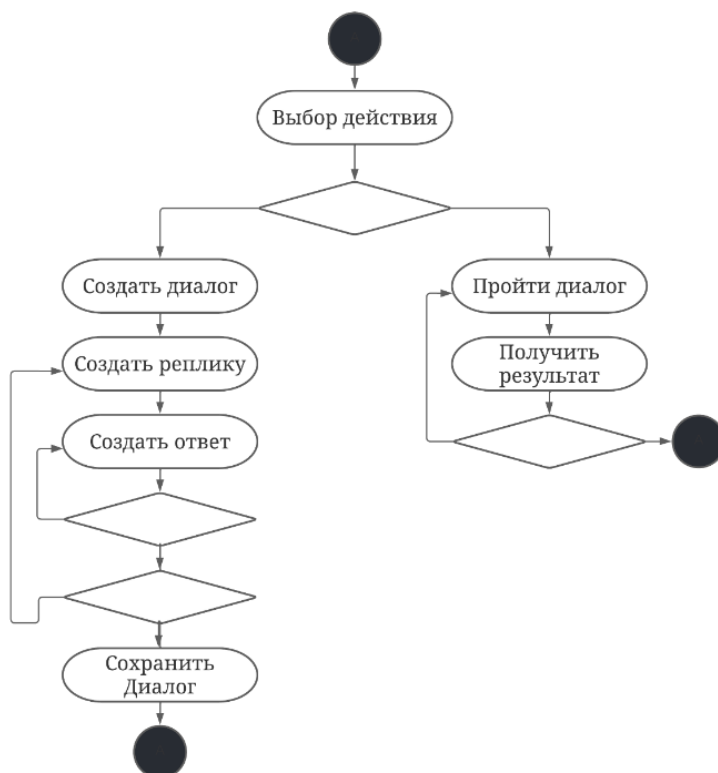 Выбор действия
Создать диалог
Пройти диалог
Создать реплику
Получить
результат
Создать ответ
Сохранить
Диалог